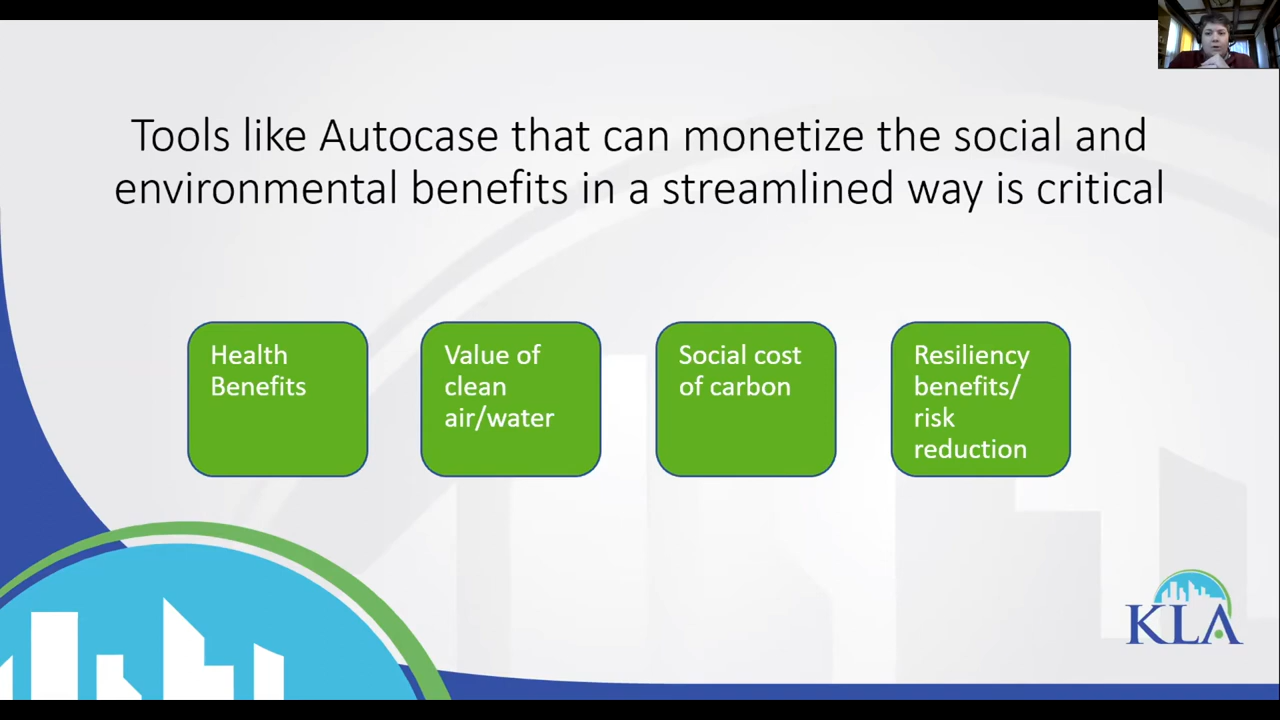 Tools like Autocase that can monetize the social and
environmental benefits in a streamlined way is critical
Health
Benefits
Value of
clean
air/water
Social cost
of carbon
Resiliency
benefits/
risk
reduction
KLA